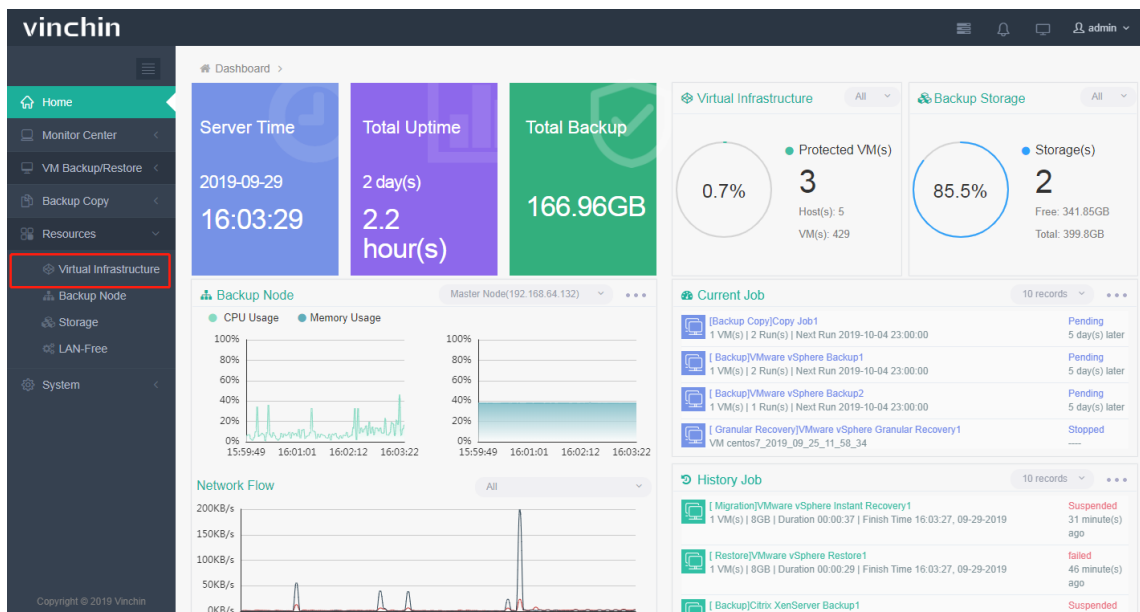 vinchin
admin
Dashboard >
Home
Monitor Center
VM Backup/Restore
Backup Copy
Resources
Virtual Infrastructure
Backup Node
Storage
LAN-Free
System
Copyright © 2019 Vinchin
Server Time
2019-09-29
16:03:29
Total Uptime
2 day(s)
2.2
hour(s)
Total Backup
166.96GB
Virtual Infrastructure
All
0.7%
Protected VM(s)
3
Host(s): 5
VM(s): 429
Backup Storage
All
85.5%
Storage(s)
2
Free: 341.85GB
Total: 399.8GB
Backup Node
Master Node(192.168.64.132)
CPU Usage Memory Usage
100%
80%
60%
40%
20%
0%
15:59:49 16:01:01 16:02:12 16:03:22
100%
80%
60%
40%
20%
0%
15:59:49 16:01:01 16:02:12 16:03:22
Network Flow
All
200KB/s
150KB/s
100KB/s
50KB/s
0KB/s
Current Job
10 records
[Backup Copy]Copy Job1
1 VM(s) | 2 Run(s) | Next Run 2019-10-04 23:00:00
Pending
5 day(s) later
[ Backup]VMware vSphere Backup1
1 VM(s) | 2 Run(s) | Next Run 2019-10-04 23:00:00
Pending
5 day(s) later
[ Backup]VMware vSphere Backup2
1 VM(s) | 1 Run(s) | Next Run 2019-10-04 23:00:00
Pending
5 day(s) later
[ Granular Recovery]VMware vSphere Granular Recovery1
VM centos7_2019_09_25_11_58_34
Stopped
----
History Job
10 records
[ Migration]VMware vSphere Instant Recovery1
1 VM(s) | 8GB | Duration 00:00:37 | Finish Time 16:03:27, 09-29-2019
Suspended
31 minute(s)
ago
[ Restore]VMware vSphere Restore1
1 VM(s) | 8GB | Duration 00:00:29 | Finish Time 16:03:27, 09-29-2019
failed
46 minute(s)
ago
[ Backup]Citrix XenServer Backup1
Suspended